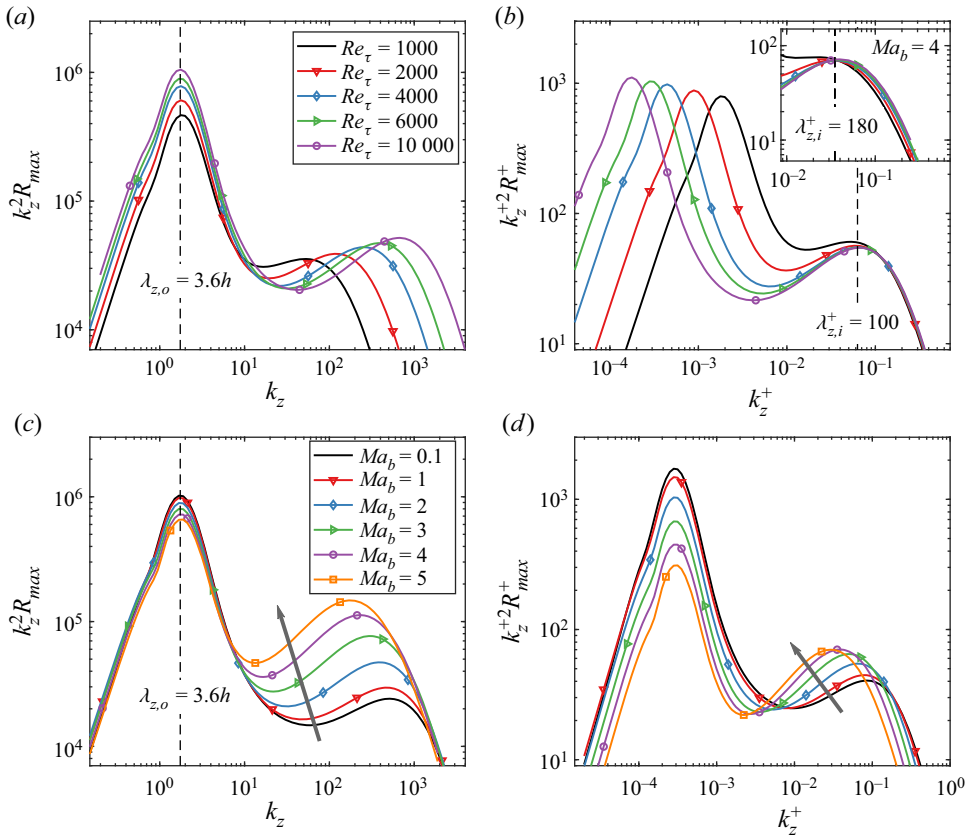 (a)
(b)
Re_τ = 1000
Re_τ = 2000
Re_τ = 4000
Re_τ = 6000
Re_τ = 10 000
k_z^2 R_max
10^6
10^5
10^4
10^0
10^1
10^2
10^3
k_z
λ_{z,o} = 3.6h
k_z^{+2} R_max^+
10^3
10^2
10^1
10^{−4}
10^{−3}
10^{−2}
10^{−1}
k_z^+
λ_{z,i}^+ = 100
Ma_b = 4
10^2
10^1
10^{−2}
10^{−1}
λ_{z,i}^+ = 180
(c)
(d)
Ma_b = 0.1
Ma_b = 1
Ma_b = 2
Ma_b = 3
Ma_b = 4
Ma_b = 5
k_z^2 R_max
10^6
10^5
10^4
10^0
10^1
10^2
10^3
k_z
λ_{z,o} = 3.6h
k_z^{+2} R_max^+
10^3
10^2
10^1
10^{−4}
10^{−3}
10^{−2}
10^{−1}
10^0
k_z^+